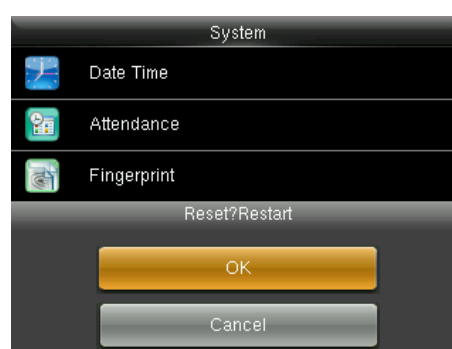 System
Date Time
Attendance
Fingerprint
Reset?Restart
OK
Cancel